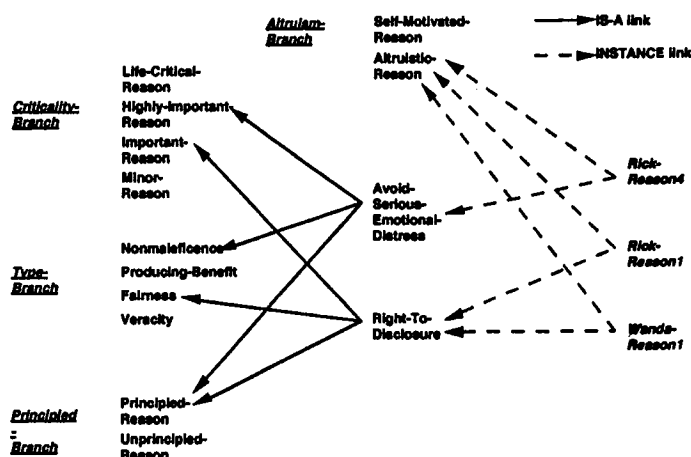 Altruism-
Branch
Self-Motivated-
Reason
Altruistic-
Reason
IS-A link
INSTANCE link
Criticality-
Branch
Life-Critical-
Reason
Highly-Important-
Reason
Important-
Reason
Minor-
Reason
Avoid-
Serious-
Emotional-
Distress
Rick-
Reason4
Rick-
Reason1
Type-
Branch
Nonmaleficence
Producing-Benefit
Fairness
Veracity
Right-To-
Disclosure
Wanda-
Reason1
Principled
-
Branch
Principled-
Reason
Unprincipled-
Reason